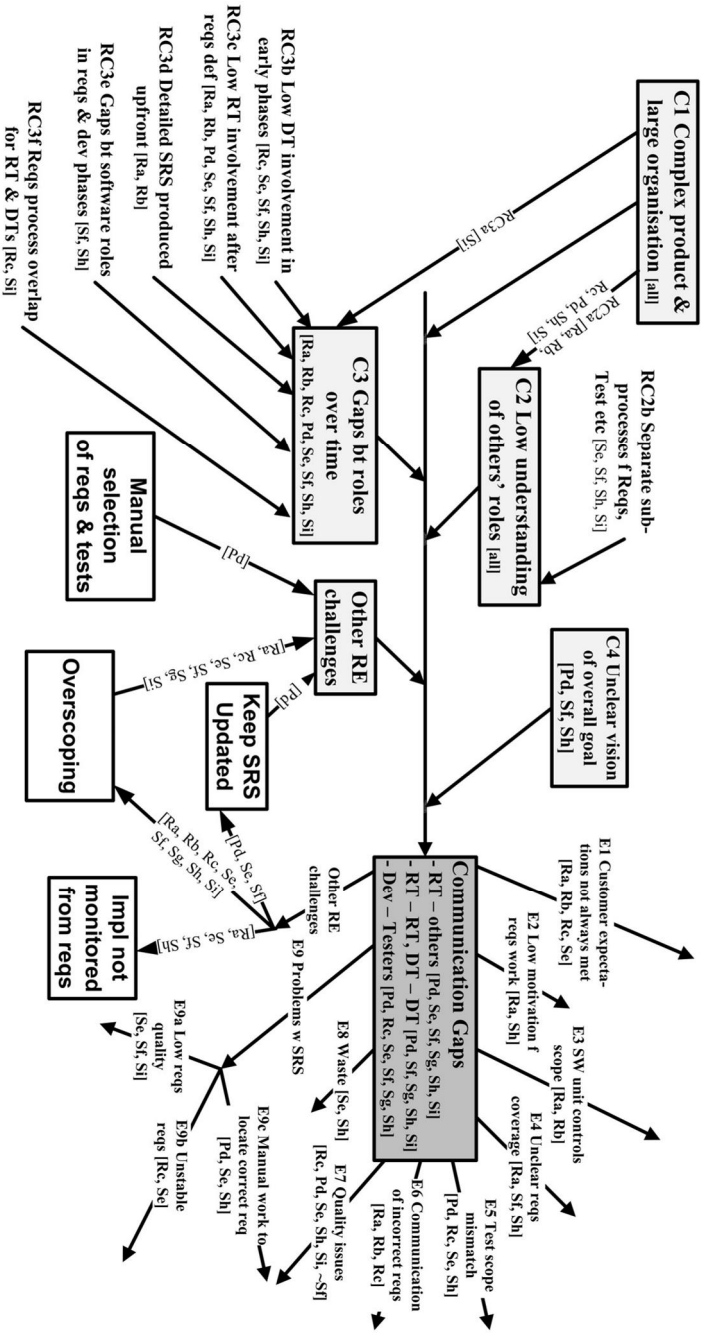 C1 Complex product &
large organisation [all]
RC2b Separate sub-
processes f Reqs,
Test etc [Se, Sf, Sh, Si]
C4 Unclear vision
of overall goal
[Pd, Sf, Sh]
E1 Customer expecta-
tions not always met
[Ra, Rb, Rc, Se]
E2 Low motivation f
reqs work [Ra, Sh]
E3 SW unit controls
scope [Ra, Rb]
E4 Unclear reqs
coverage [Ra, Sf, Sh]
E5 Test scope
mismatch
[Pd, Rc, Se, Sh]
RC2a [Ra, Rb,
Rc, Pd, Sh, Si]
C2 Low understanding
of others' roles [all]
RC3a [Si]
Communication Gaps
- RT – others [Pd, Se, Sf, Sg, Sh, Si]
- RT – RT, DT – DT [Pd, Sf, Sg, Sh, Si]
- Dev – Testers [Pd, Rc, Se, Sf, Sg, Sh]
E6 Communication
of incorrect reqs
[Ra, Rb, Rc]
RC3b Low DT involvement in
early phases [Rc, Se, Sf, Sh, Si]
RC3c Low RT involvement after
reqs def [Ra, Rb, Pd, Se, Sf, Sh, Si]
RC3d Detailed SRS produced
upfront [Ra, Rb]
RC3e Gaps bt software roles
in reqs & dev phases [Sf, Sh]
RC3f Reqs process overlap
for RT & DTs [Rc, Si]
C3 Gaps bt roles
over time
[Ra, Rb, Rc, Pd, Se, Sf, Sh, Si]
Other RE
challenges
Other RE
challenges
E9 Problems w SRS
E8 Waste [Se, Sh]
E7 Quality issues
[Rc, Pd, Se, Sh, Si, ~Sf]
[Pd]
[Ra, Rc, Se, Sf, Sg, Si]
[Pd]
[Pd, Se, Sf]
[Ra, Rb, Rc, Se,
Sf, Sg, Sh, Si]
[Ra, Se, Sf, Sh]
E9c Manual work to
locate correct req
[Pd, Se, Sh]
E9a Low reqs
quality
[Se, Sf, Si]
E9b Unstable
reqs [Rc, Se]
Manual
selection
of reqs & tests
Overscoping
Keep SRS
Updated
Impl not
monitored
from reqs